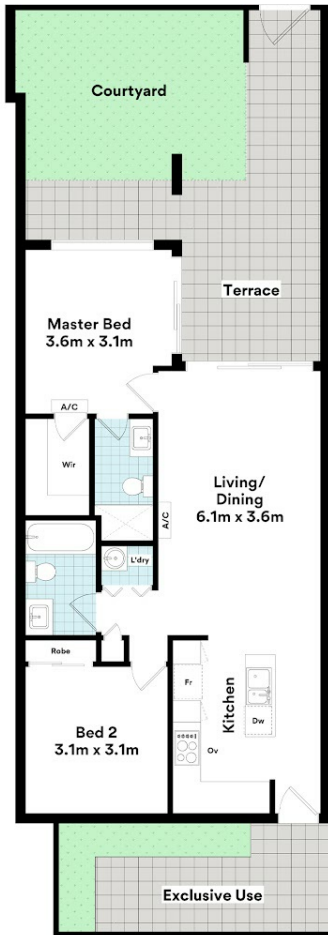 Courtyard
Terrace
Master Bed
3.6m x 3.1m
A/C
Wir
Living/
Dining
6.1m x 3.6m
A/C
L'dry
Robe
Bed 2
3.1m x 3.1m
Fr
Kitchen
Dw
Ov
Exclusive Use